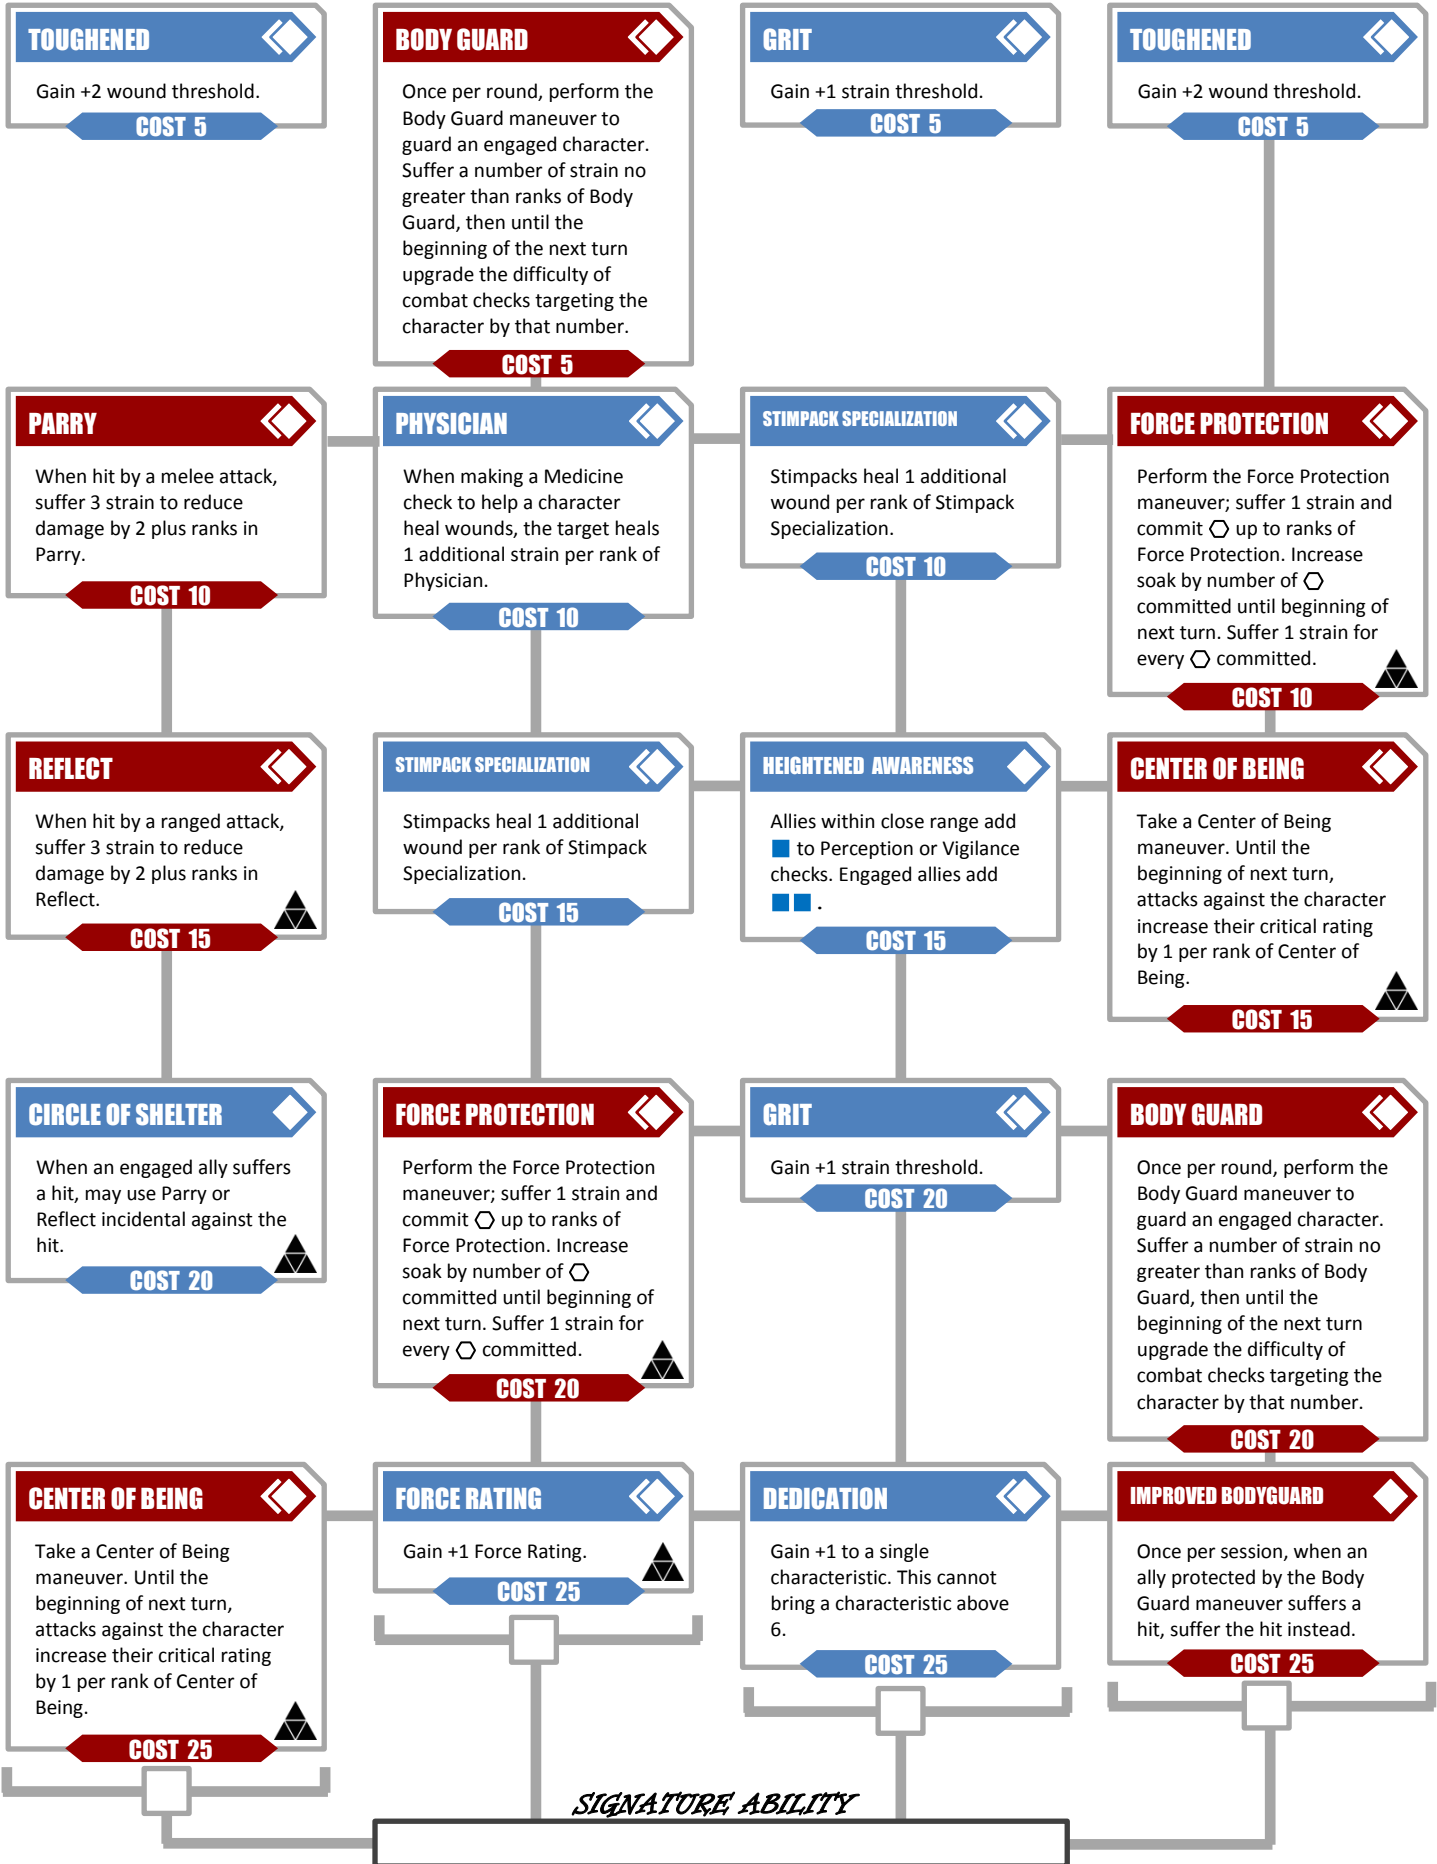 TOUGHENED
Gain +2 wound threshold.
COST 5
BODY GUARD
Once per round, perform the
Body Guard maneuver to
guard an engaged character.
Suffer a number of strain no
greater than ranks of Body
Guard, then until the
beginning of the next turn
upgrade the difficulty of
combat checks targeting the
character by that number.
COST 5
GRIT
Gain +1 strain threshold.
COST 5
TOUGHENED
Gain +2 wound threshold.
COST 5
PARRY
When hit by a melee attack,
suffer 3 strain to reduce
damage by 2 plus ranks in
Parry.
COST 10
PHYSICIAN
When making a Medicine
check to help a character
heal wounds, the target heals
1 additional strain per rank of
Physician.
COST 10
STIMPACK SPECIALIZATION
Stimpacks heal 1 additional
wound per rank of Stimpack
Specialization.
COST 10
FORCE PROTECTION
Perform the Force Protection
maneuver; suffer 1 strain and
commit up to ranks of
Force Protection. Increase
soak by number of
committed until beginning of
next turn. Suffer 1 strain for
every committed.
COST 10
REFLECT
When hit by a ranged attack,
suffer 3 strain to reduce
damage by 2 plus ranks in
Reflect.
COST 15
STIMPACK SPECIALIZATION
Stimpacks heal 1 additional
wound per rank of Stimpack
Specialization.
COST 15
HEIGHTENED AWARENESS
Allies within close range add
to Perception or Vigilance
checks. Engaged allies add
.
COST 15
CENTER OF BEING
Take a Center of Being
maneuver. Until the
beginning of next turn,
attacks against the character
increase their critical rating
by 1 per rank of Center of
Being.
COST 15
CIRCLE OF SHELTER
When an engaged ally suffers
a hit, may use Parry or
Reflect incidental against the
hit.
COST 20
FORCE PROTECTION
Perform the Force Protection
maneuver; suffer 1 strain and
commit up to ranks of
Force Protection. Increase
soak by number of
committed until beginning of
next turn. Suffer 1 strain for
every committed.
COST 20
GRIT
Gain +1 strain threshold.
COST 20
BODY GUARD
Once per round, perform the
Body Guard maneuver to
guard an engaged character.
Suffer a number of strain no
greater than ranks of Body
Guard, then until the
beginning of the next turn
upgrade the difficulty of
combat checks targeting the
character by that number.
COST 20
CENTER OF BEING
Take a Center of Being
maneuver. Until the
beginning of next turn,
attacks against the character
increase their critical rating
by 1 per rank of Center of
Being.
COST 25
FORCE RATING
Gain +1 Force Rating.
COST 25
DEDICATION
Gain +1 to a single
characteristic. This cannot
bring a characteristic above
6.
COST 25
IMPROVED BODYGUARD
Once per session, when an
ally protected by the Body
Guard maneuver suffers a
hit, suffer the hit instead.
COST 25
SIGNATURE ABILITY